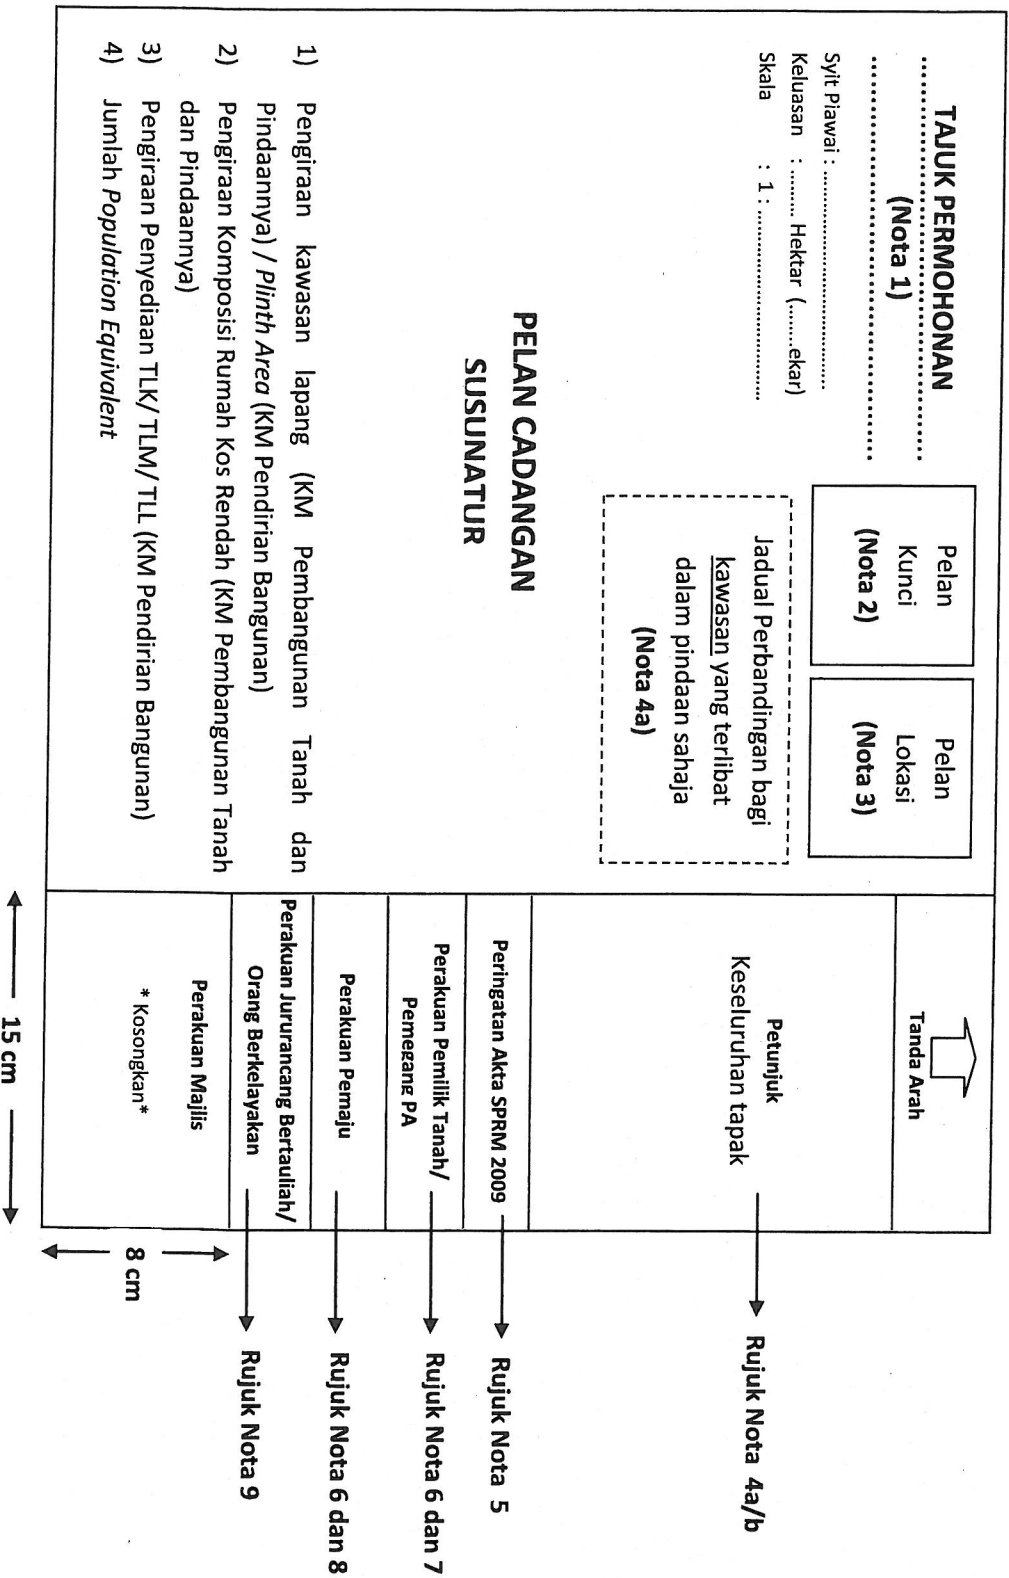 TAJUK PERMOHONAN
................................................
(Nota 1)
................................................
Syit Piawai : ........................................
Keluasan : ......... Hektar (.........ekar)
Skala : 1 : ...................................
Pelan
Kunci
(Nota 2)
Pelan
Lokasi
(Nota 3)
Jadual Perbandingan bagi
kawasan yang terlibat
dalam pindaan sahaja
(Nota 4a)
PELAN CADANGAN
SUSUNATUR
1) Pengiraan kawasan lapang (KM Pembangunan Tanah dan
Pindaannya) / Plinth Area (KM Pendirian Bangunan)
2) Pengiraan Komposisi Rumah Kos Rendah (KM Pembangunan Tanah
dan Pindaannya)
3) Pengiraan Penyediaan TLK/ TLM/ TLL (KM Pendirian Bangunan)
4) Jumlah Population Equivalent
Tanda Arah
Petunjuk
Keseluruhan tapak
Rujuk Nota 4a/b
Peringatan Akta SPRM 2009
Rujuk Nota 5
Perakuan Pemilik Tanah/
Pemegang PA
Rujuk Nota 6 dan 7
Perakuan Pemaju
Rujuk Nota 6 dan 8
Perakuan Jururancang Bertauliah/
Orang Berkelayakan
Rujuk Nota 9
Perakuan Majlis
* Kosongkan*
8 cm
15 cm